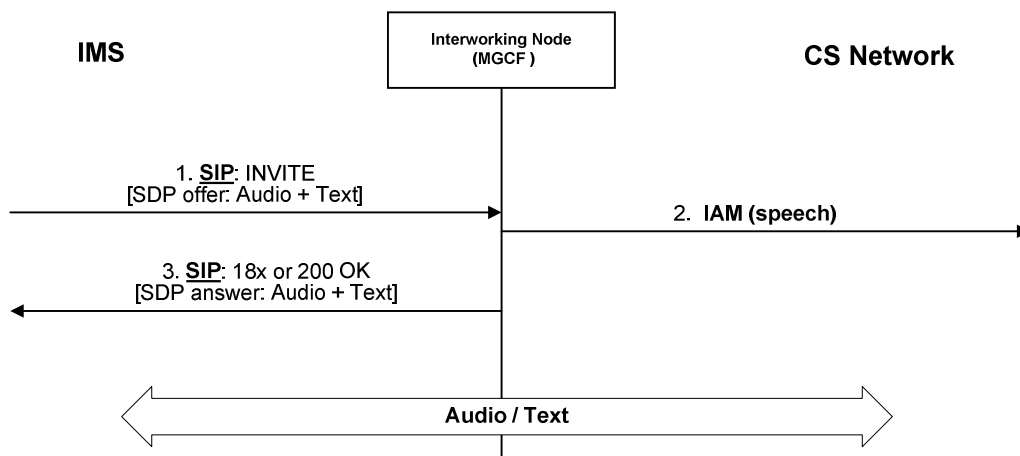 Interworking Node
(MGCF )
IMS
CS Network
1. SIP: INVITE
[SDP offer: Audio + Text]
2. IAM (speech)
3. SIP: 18x or 200 OK
[SDP answer: Audio + Text]
Audio / Text